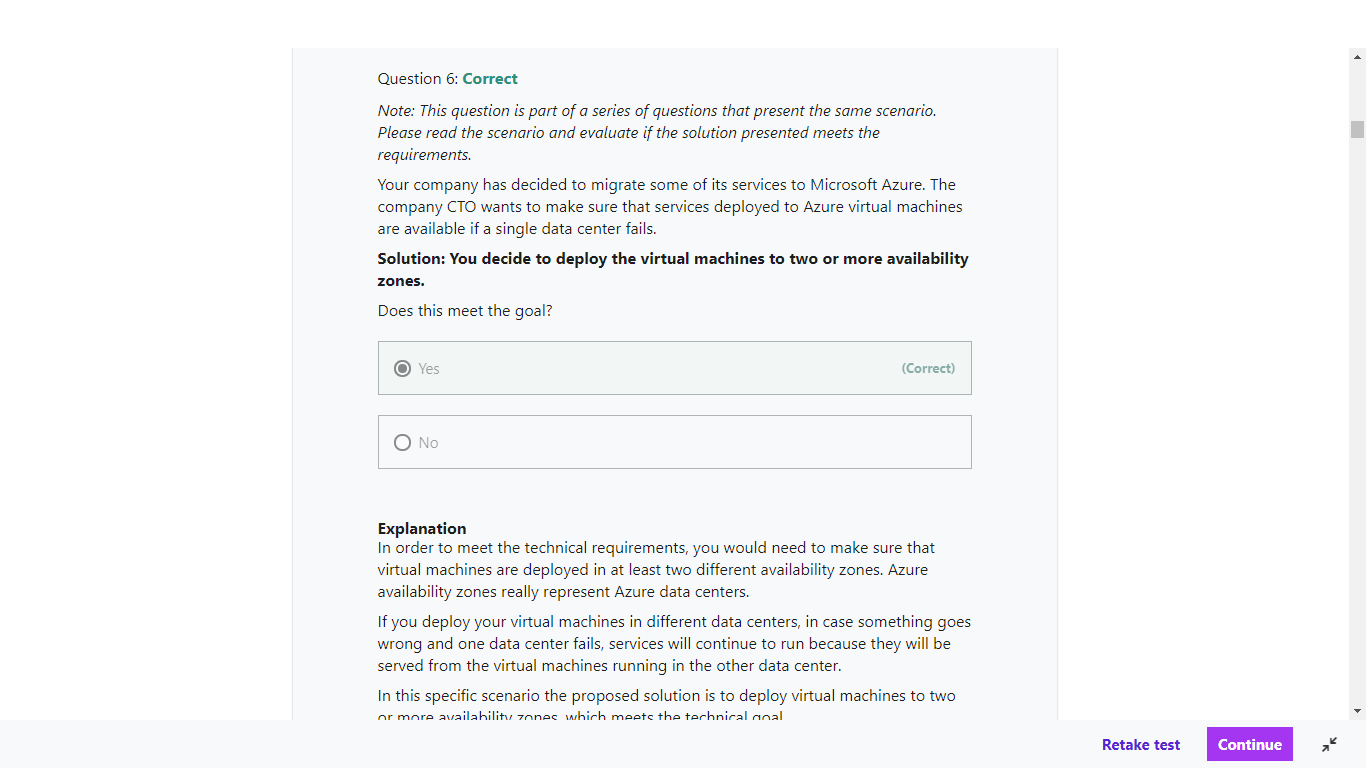 Question 6: Correct
Note: This question is part of a series of questions that present the same scenario.
Please read the scenario and evaluate if the solution presented meets the
requirements.
Your company has decided to migrate some of its services to Microsoft Azure. The
company CTO wants to make sure that services deployed to Azure virtual machines
are available if a single data center fails.
Solution: You decide to deploy the virtual machines to two or more availability
zones.
Does this meet the goal?
Yes (Correct)
No
Explanation
In order to meet the technical requirements, you would need to make sure that
virtual machines are deployed in at least two different availability zones. Azure
availability zones really represent Azure data centers.
If you deploy your virtual machines in different data centers, in case something goes
wrong and one data center fails, services will continue to run because they will be
served from the virtual machines running in the other data center.
In this specific scenario the proposed solution is to deploy virtual machines to two
or more availability zones, which meets the technical goal
Retake test Continue